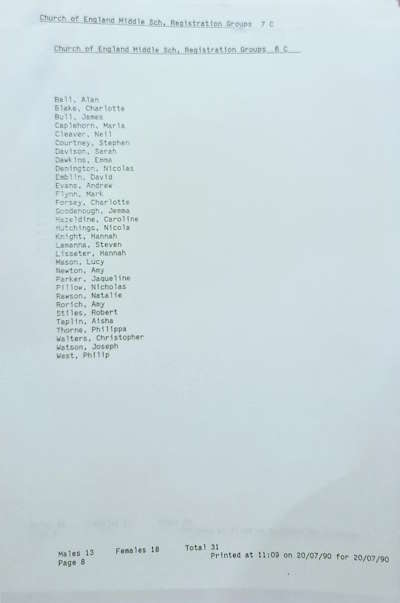 Church of England Middle Sch, Registration Groups 7 C
Church of England Middle Sch, Registration Groups 6 C
Ball, Alan
Blake, Charlotte
Bull, James
Caplehorn, Maria
Cleaver, Neil
Courtney, Stephen
Davison, Sarah
Dawkins, Emma
Denington, Nicolas
Emblin, David
Evans, Andrew
Flynn, Mark
Forsey, Charlotte
Goodenough, Jemma
Hazeldine, Caroline
Hutchings, Nicola
Knight, Hannah
Lamanna, Steven
Lisseter, Hannah
Mason, Lucy
Newton, Amy
Parker, Jaqueline
Pillow, Nicholas
Rawson, Natalie
Rorich, Amy
Stiles, Robert
Taplin, Aisha
Thorne, Philippa
Walters, Christopher
Watson, Joseph
West, Philip
Males 13 Females 18 Total 31
Printed at 11:09 on 20/07/90 for 20/07/90
Page 8